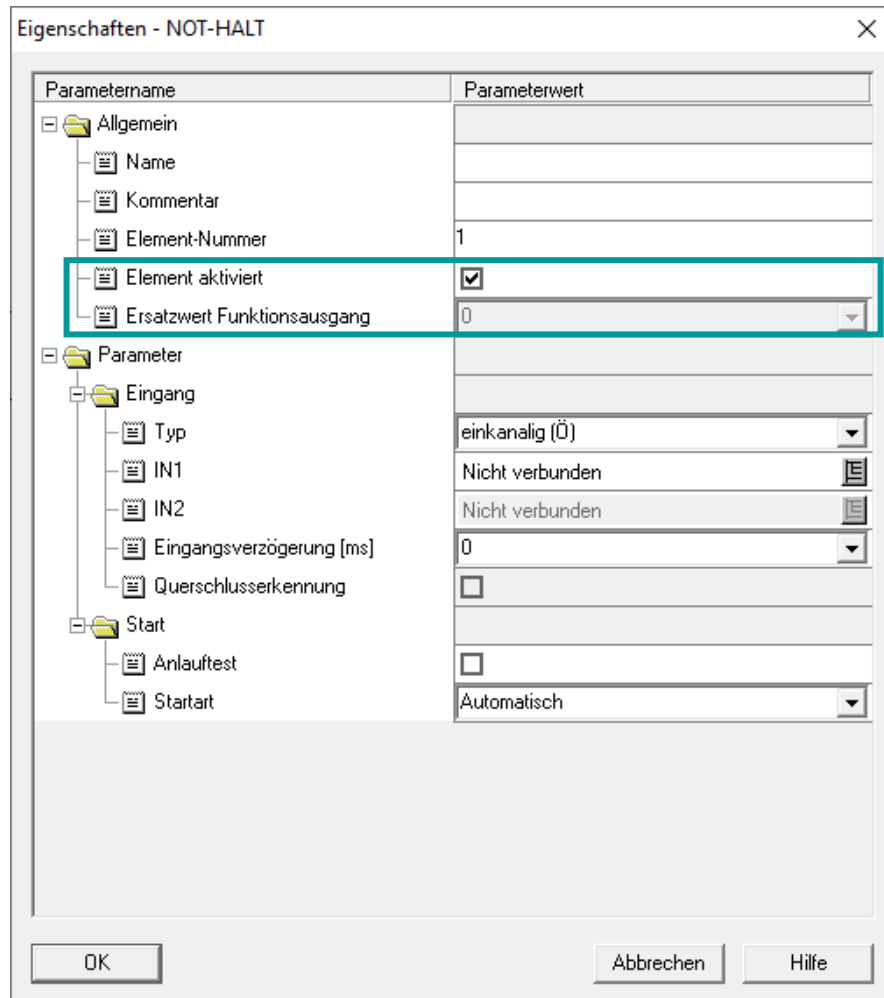 Eigenschaften - NOT-HALT
Parametername Parameterwert
Allgemein
Name
Kommentar
Element-Nummer 1
Element aktiviert
Ersatzwert Funktionsausgang 0
Parameter
Eingang
Typ einkanalig (Ö)
IN1 Nicht verbunden
IN2 Nicht verbunden
Eingangsverzögerung [ms] 0
Querschlusserkennung
Start
Anlauftest
Startart Automatisch
OK Abbrechen Hilfe